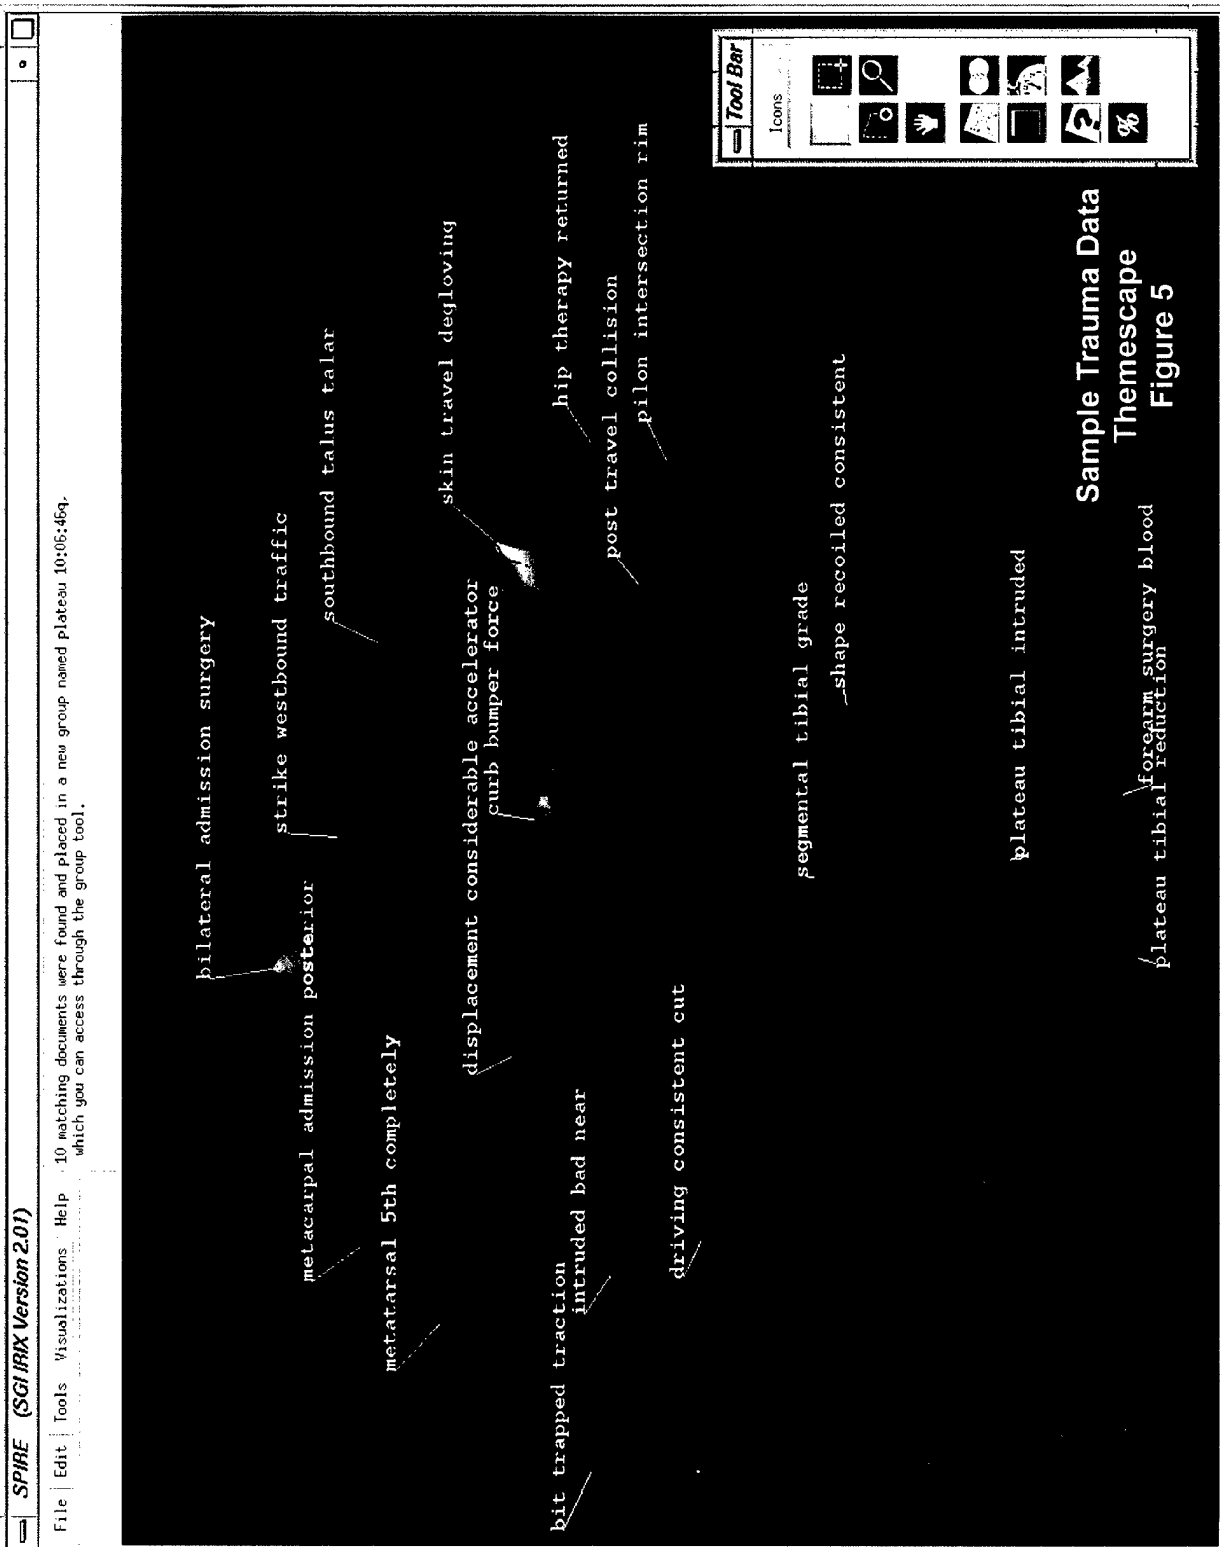 SPIRE (SGI IRIX Version 2.01)
File Edit Tools Visualizations Help
10 matching documents were found and placed in a new group named plateau 10:06:46q,
which you can access through the group tool.
bilateral admission surgery
strike westbound traffic
metacarpal admission posterior
southbound talus talar
metatarsal 5th completely
skin travel degloving
displacement considerable accelerator
curb bumper force
bit trapped traction
hip therapy returned
intruded bad near
post travel collision
pilon intersection rim
driving consistent cut
segmental tibial grade
shape recoiled consistent
plateau tibial intruded
forearm surgery blood
plateau tibial reduction
Tool Bar
Icons
?
%
Sample Trauma Data
Themescape
Figure 5